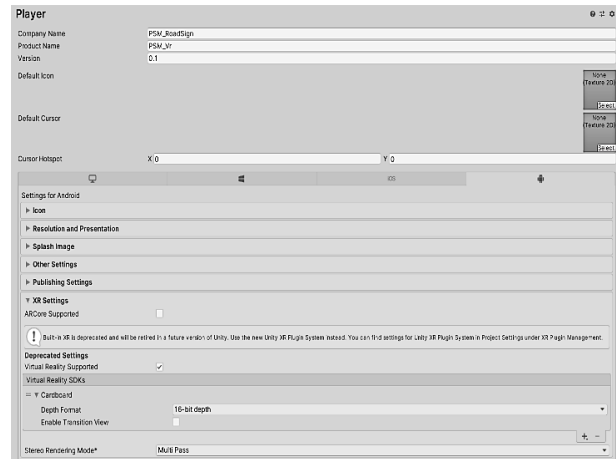 Player
Company Name PSM_RoadSign
Product Name PSM_Vr
Version 0.1
Default Icon
None
(Texture 2D)
Select
Default Cursor
None
(Texture 2D)
Select
Cursor Hotspot X 0 Y 0
iOS
Settings for Android
Icon
Resolution and Presentation
Splash Image
Other Settings
Publishing Settings
XR Settings
ARCore Supported
Built-in XR is deprecated and will be retired in a future version of Unity. Use the new Unity XR Plugin System instead. You can find settings for Unity XR Plugin System in Project Settings under XR Plugin Management.
Deprecated Settings
Virtual Reality Supported
Virtual Reality SDKs
Cardboard
Depth Format 16-bit depth
Enable Transition View
+ -
Stereo Rendering Mode* Multi Pass